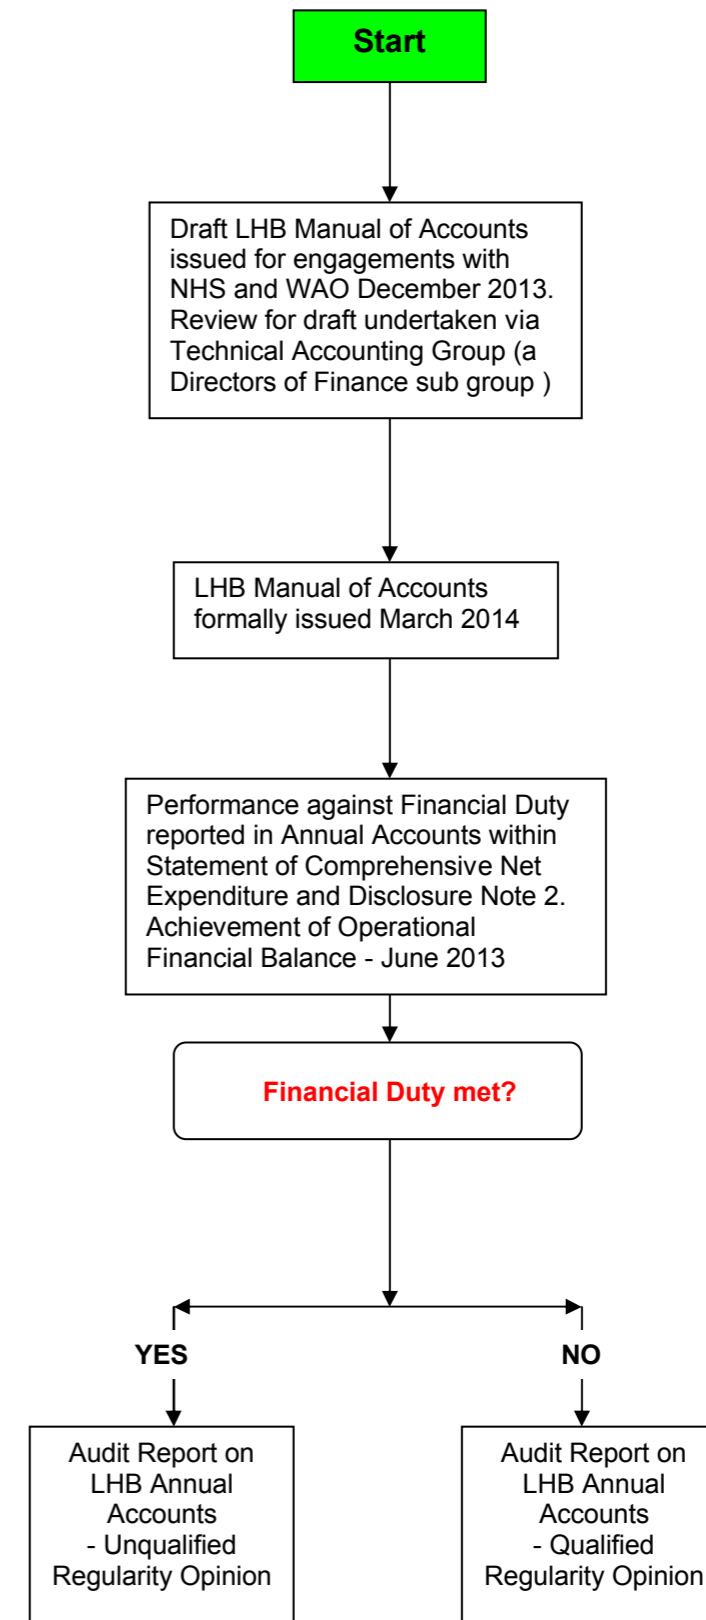 Start
Draft LHB Manual of Accounts
issued for engagements with
NHS and WAO December 2013.
Review for draft undertaken via
Technical Accounting Group (a
Directors of Finance sub group )
LHB Manual of Accounts
formally issued March 2014
Performance against Financial Duty
reported in Annual Accounts within
Statement of Comprehensive Net
Expenditure and Disclosure Note 2.
Achievement of Operational
Financial Balance - June 2013
Financial Duty met?
YES
NO
Audit Report on
LHB Annual
Accounts
- Unqualified
Regularity Opinion
Audit Report on
LHB Annual
Accounts
- Qualified
Regularity Opinion